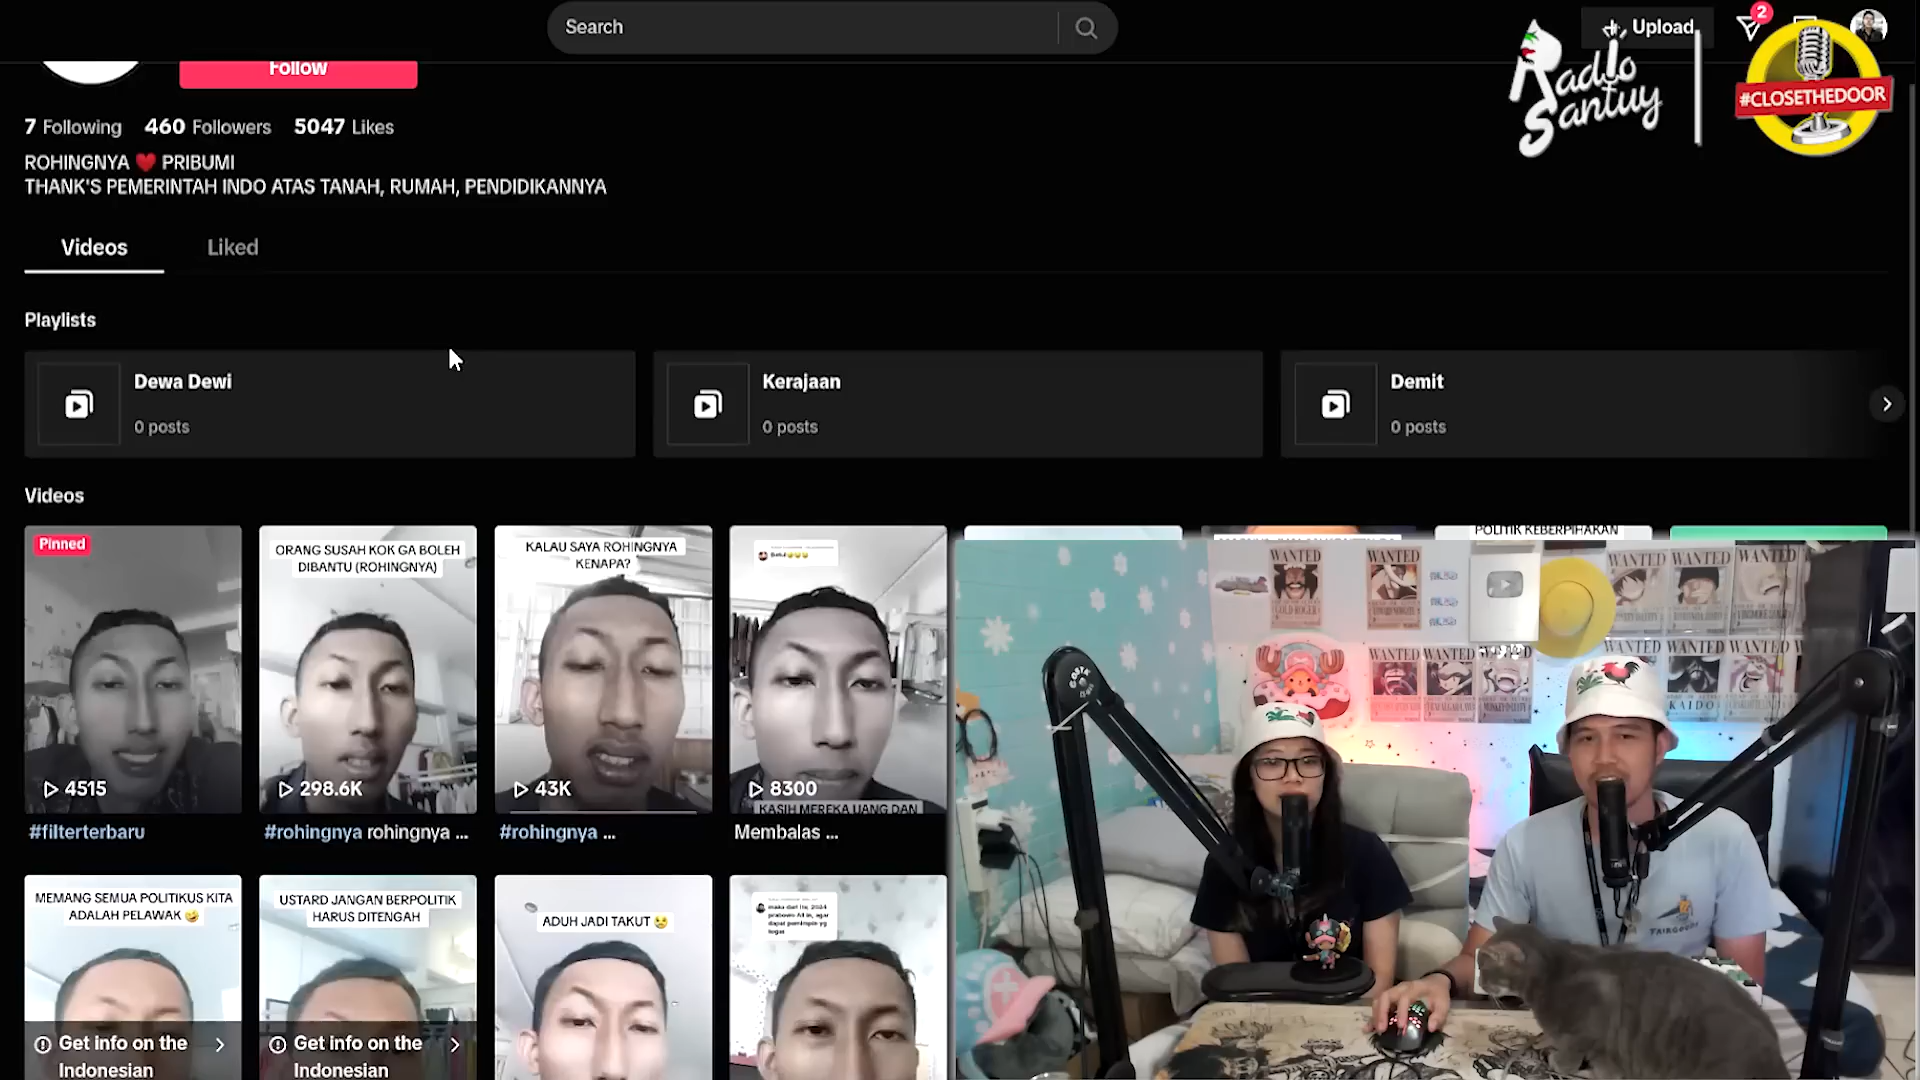 Search
Upload
2
Radio
Santuy
#CLOSETHEDOOR
Follow
7 Following 460 Followers 5047 Likes
ROHINGNYA ❤️ PRIBUMI
THANK'S PEMERINTAH INDO ATAS TANAH, RUMAH, PENDIDIKANNYA
Videos Liked
Playlists
Dewa Dewi
0 posts
Kerajaan
0 posts
Demit
0 posts
Videos
Pinned
4515
#filterterbaru
ORANG SUSAH KOK GA BOLEH
DIBANTU (ROHINGNYA)
298.6K
#rohingnya rohingnya ...
KALAU SAYA ROHINGNYA
KENAPA?
43K
#rohingnya ...
8300
KASIH MEREKA UANG DAN
Membalas ...
POLITIK KEBERPIHAKAN
MEMANG SEMUA POLITIKUS KITA
ADALAH PELAWAK 🤣
Get info on the
Indonesian
USTARD JANGAN BERPOLITIK
HARUS DITENGAH
Get info on the
Indonesian
ADUH JADI TAKUT 😢
WANTED
WANTED
WANTED
WANTED
WANTED
GOLD ROGER
WANTED
WANTED
WANTED
WANTED
WANTED
WANTED
KAIDO